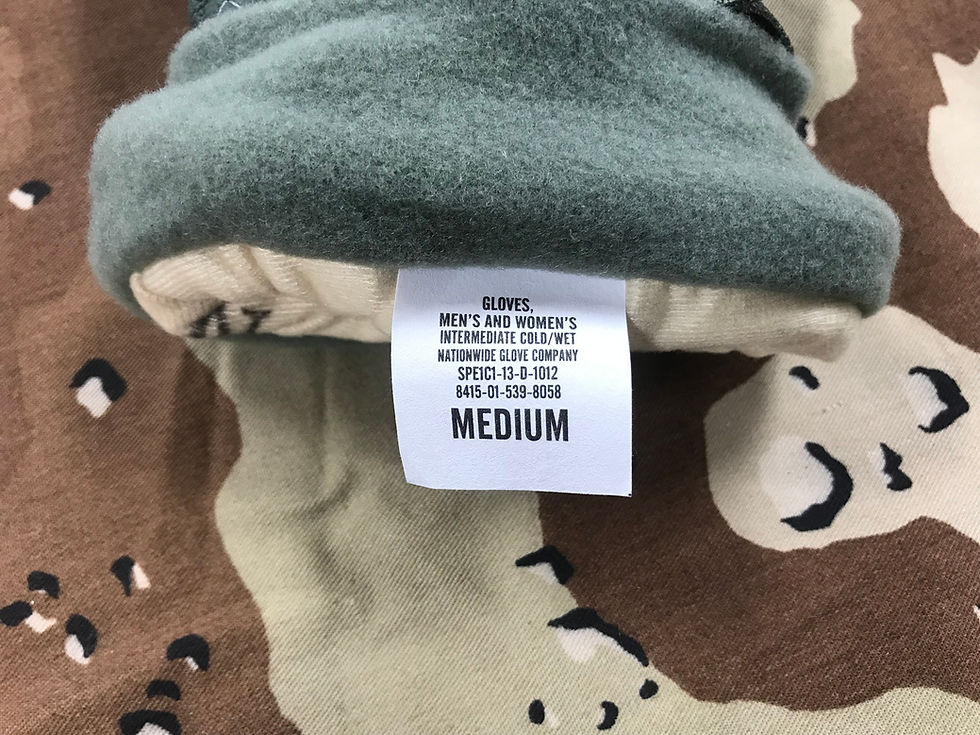 GLOVES,
MEN'S AND WOMEN'S
INTERMEDIATE COLD/WET
NATIONWIDE GLOVE COMPANY
SPE1C1-13-D-1012
8415-01-539-8058
MEDIUM